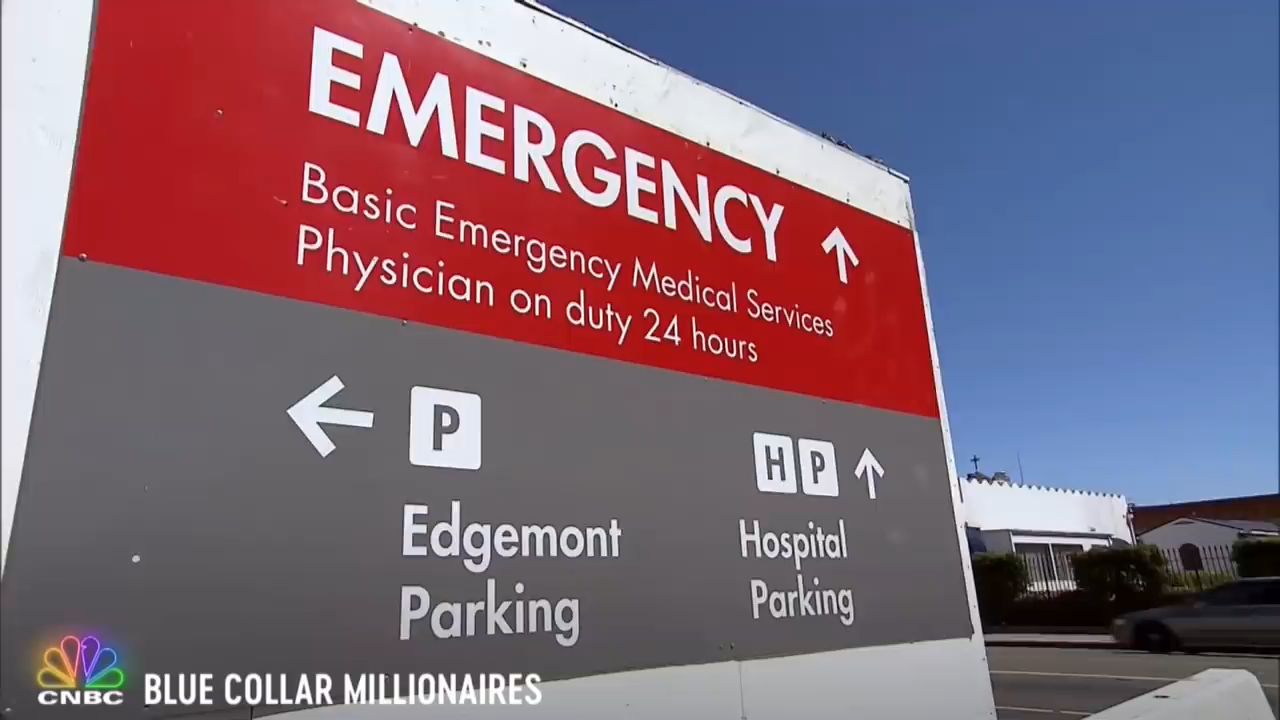 EMERGENCY
Basic Emergency Medical Services
Physician on duty 24 hours
P
Edgemont
Parking
H P
Hospital
Parking
CNBC BLUE COLLAR MILLIONAIRES